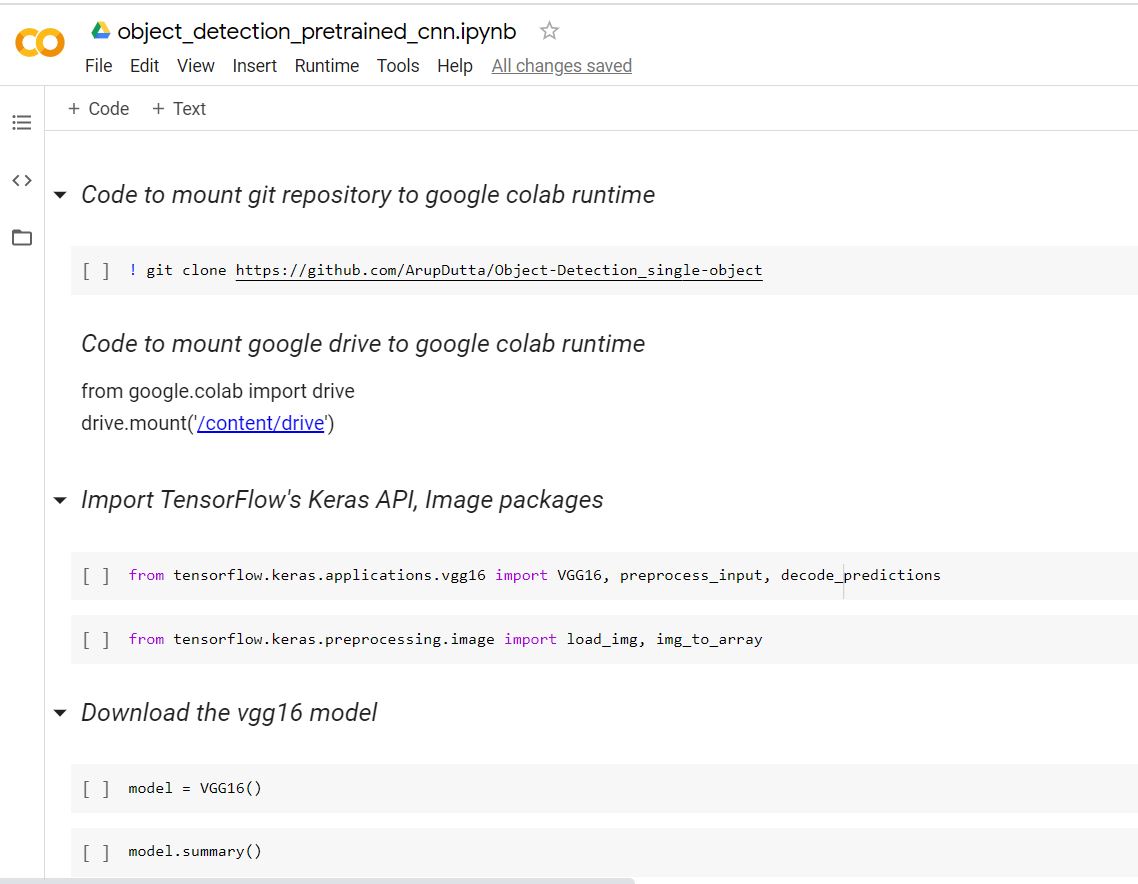 object_detection_pretrained_cnn.ipynb
File Edit View Insert Runtime Tools Help All changes saved
+ Code + Text
Code to mount git repository to google colab runtime
[ ] ! git clone https://github.com/ArupDutta/Object-Detection_single-object
Code to mount google drive to google colab runtime
from google.colab import drive
drive.mount('/content/drive')
Import TensorFlow's Keras API, Image packages
[ ] from tensorflow.keras.applications.vgg16 import VGG16, preprocess_input, decode_predictions
[ ] from tensorflow.keras.preprocessing.image import load_img, img_to_array
Download the vgg16 model
[ ] model = VGG16()
[ ] model.summary()